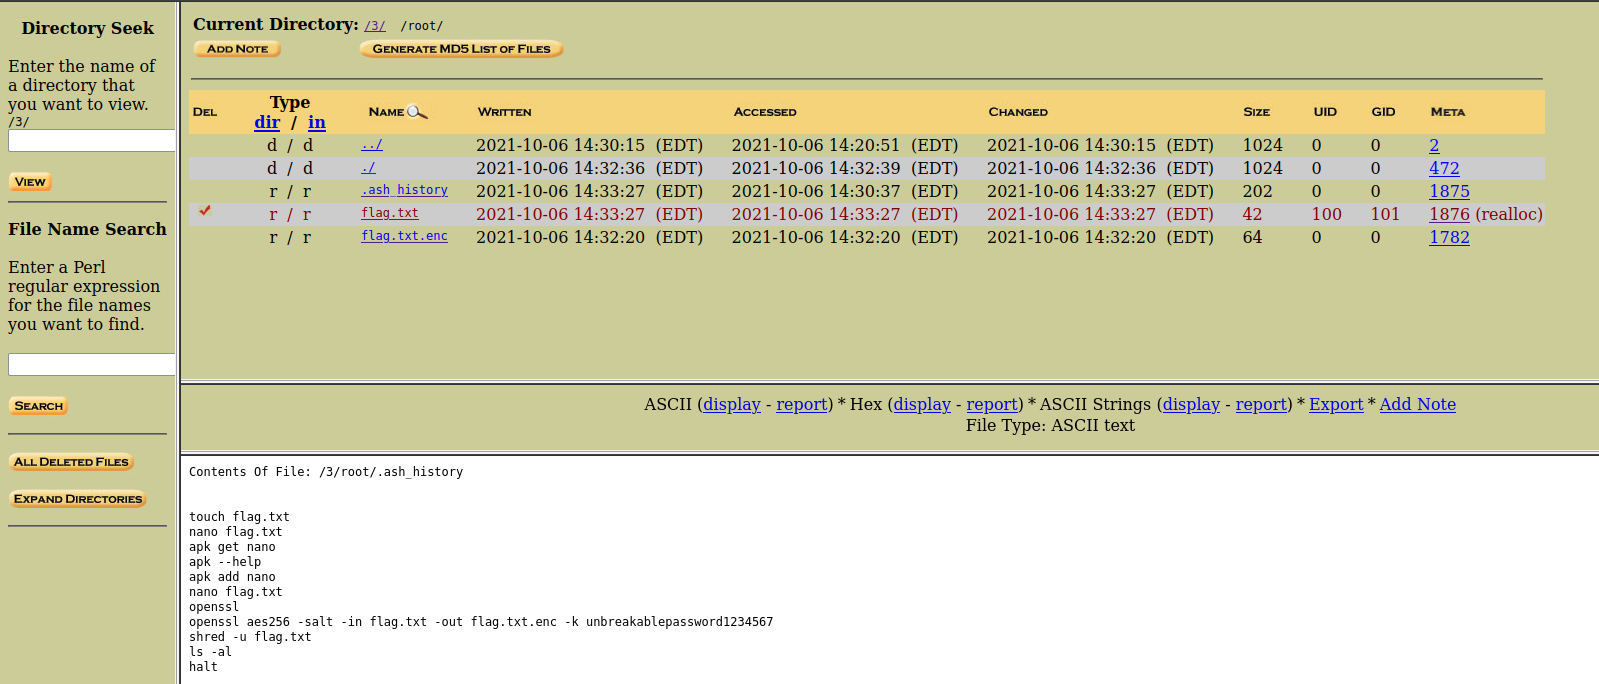 Directory Seek
Enter the name of
a directory that
you want to view.
/3/
VIEW
File Name Search
Enter a Perl
regular expression
for the file names
you want to find.
SEARCH
ALL DELETED FILES
EXPAND DIRECTORIES
Current Directory: /3/ /root/
ADD NOTE GENERATE MD5 LIST OF FILES
DEL Type dir / in NAME WRITTEN ACCESSED CHANGED SIZE UID GID META
d / d ../ 2021-10-06 14:30:15 (EDT) 2021-10-06 14:20:51 (EDT) 2021-10-06 14:30:15 (EDT) 1024 0 0 2
d / d ./ 2021-10-06 14:32:36 (EDT) 2021-10-06 14:32:39 (EDT) 2021-10-06 14:32:36 (EDT) 1024 0 0 472
r / r .ash_history 2021-10-06 14:33:27 (EDT) 2021-10-06 14:30:37 (EDT) 2021-10-06 14:33:27 (EDT) 202 0 0 1875
r / r flag.txt 2021-10-06 14:33:27 (EDT) 2021-10-06 14:33:27 (EDT) 2021-10-06 14:33:27 (EDT) 42 100 101 1876 (realloc)
r / r flag.txt.enc 2021-10-06 14:32:20 (EDT) 2021-10-06 14:32:20 (EDT) 2021-10-06 14:32:20 (EDT) 64 0 0 1782
ASCII (display - report) * Hex (display - report) * ASCII Strings (display - report) * Export * Add Note
File Type: ASCII text
Contents Of File: /3/root/.ash_history
touch flag.txt
nano flag.txt
apk get nano
apk --help
apk add nano
nano flag.txt
openssl
openssl aes256 -salt -in flag.txt -out flag.txt.enc -k unbreakablepassword1234567
shred -u flag.txt
ls -al
halt